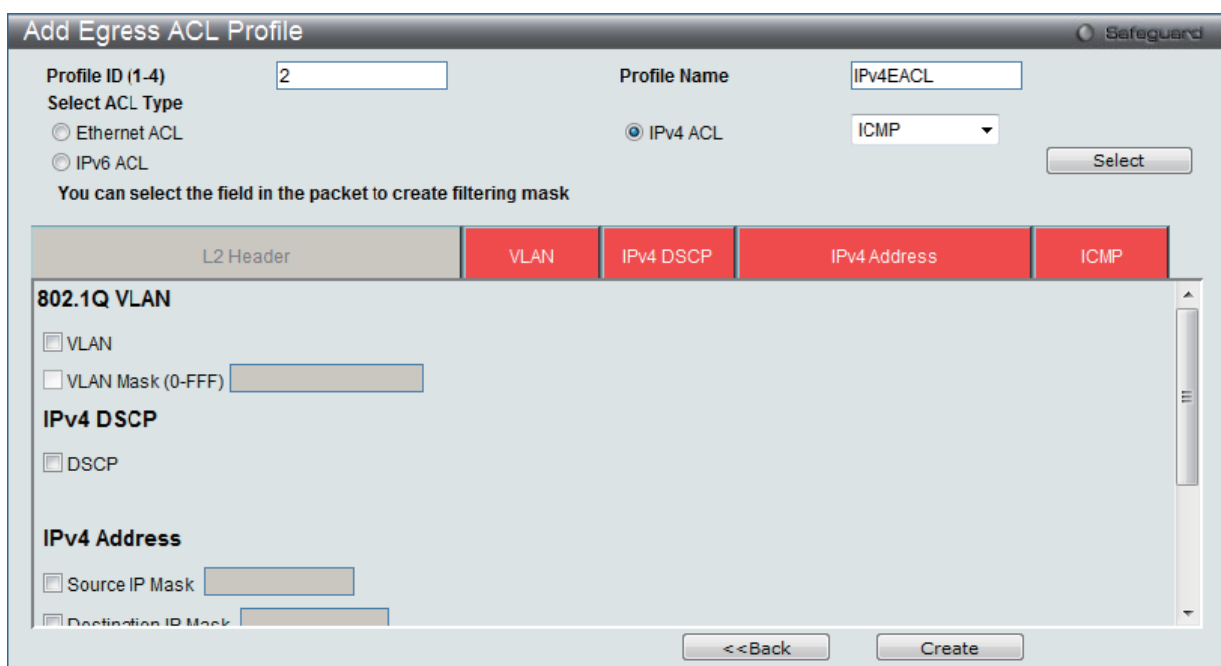 Add Egress ACL Profile Safeguard
Profile ID (1-4) 2 Profile Name IPv4EACL
Select ACL Type
Ethernet ACL IPv4 ACL ICMP
IPv6 ACL Select
You can select the field in the packet to create filtering mask
L2 Header VLAN IPv4 DSCP IPv4 Address ICMP
802.1Q VLAN
VLAN
VLAN Mask (0-FFF)
IPv4 DSCP
DSCP
IPv4 Address
Source IP Mask
Destination IP Mask
<<Back Create